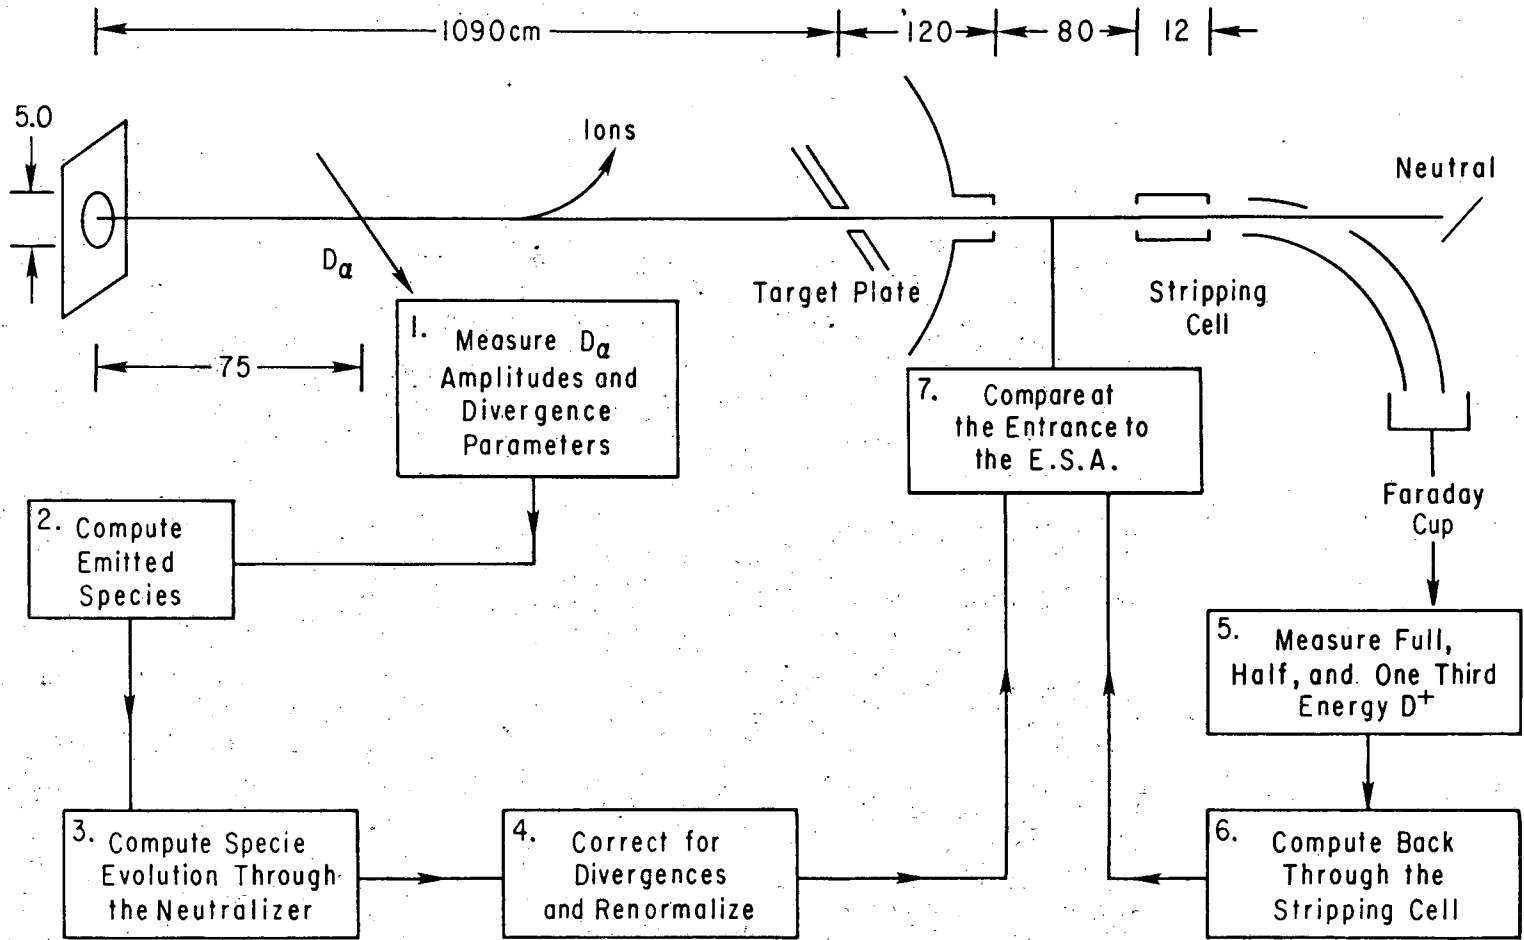 1090cm
120
80
12
5.0
Ions
Neutral
Dα
Target Plate
Stripping
Cell
75
1. Measure Dα
Amplitudes and
Divergence
Parameters
7. Compare at
the Entrance to
the E.S.A.
Faraday
Cup
2. Compute
Emitted
Species
5. Measure Full,
Half, and One Third
Energy D+
3. Compute Specie
Evolution Through
the Neutralizer
4. Correct for
Divergences
and Renormalize
6. Compute Back
Through the
Stripping Cell